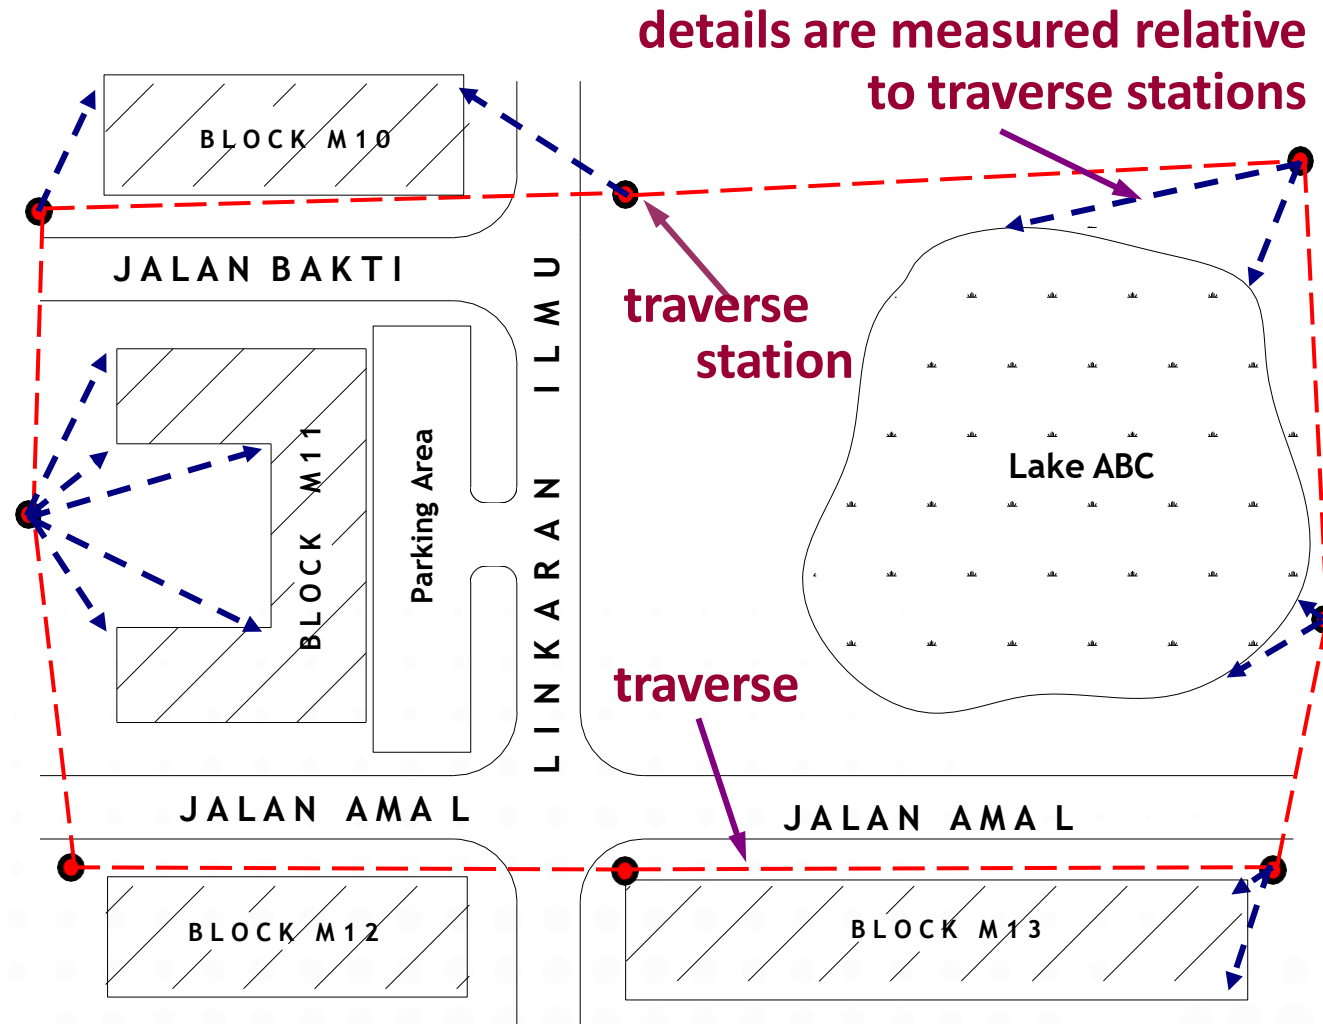 details are measured relative
to traverse stations
BLOCK M10
JALAN BAKTI
traverse
station
LINKARAN ILMU
BLOCK M11
Parking Area
Lake ABC
traverse
JALAN AMAL
JALAN AMAL
BLOCK M12
BLOCK M13